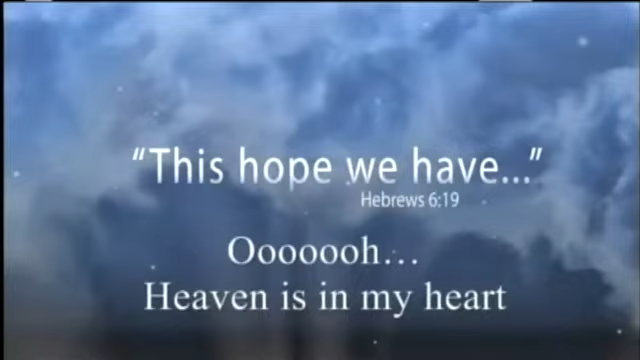 “This hope we have...”
Hebrews 6:19
Ooooooh...
Heaven is in my heart